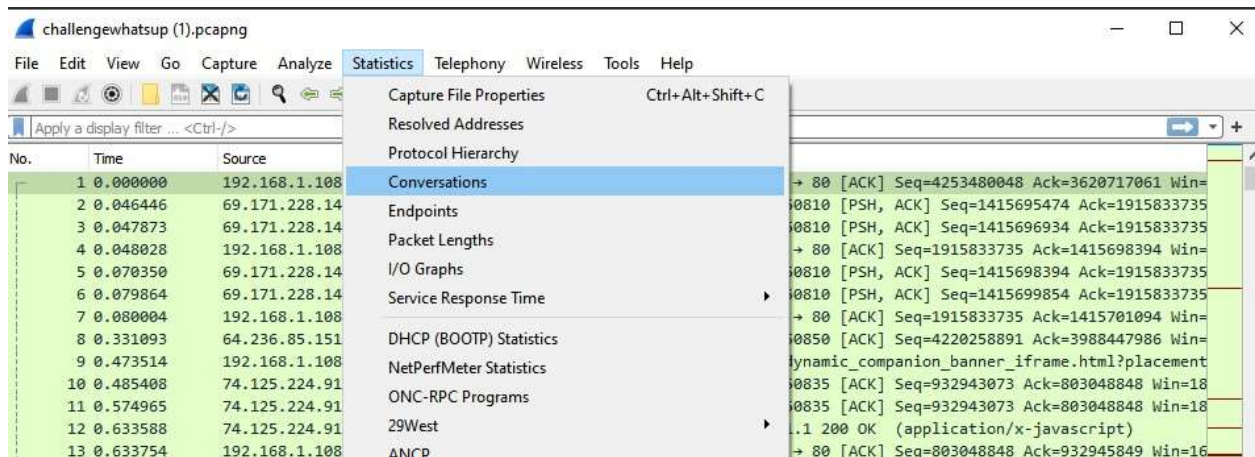 challengewhatsup (1).pcapng
File Edit View Go Capture Analyze Statistics Telephony Wireless Tools Help
Apply a display filter ... <Ctrl-/>
No. Time Source
1 0.000000 192.168.1.108 → 80 [ACK] Seq=4253480048 Ack=3620717061 Win=
2 0.046446 69.171.228.14 0810 [PSH, ACK] Seq=1415695474 Ack=1915833735
3 0.047873 69.171.228.14 0810 [PSH, ACK] Seq=1415696934 Ack=1915833735
4 0.048028 192.168.1.108 → 80 [ACK] Seq=1915833735 Ack=1415698394 Win=
5 0.070350 69.171.228.14 0810 [PSH, ACK] Seq=1415698394 Ack=1915833735
6 0.079864 69.171.228.14 0810 [PSH, ACK] Seq=1415699854 Ack=1915833735
7 0.080004 192.168.1.108 → 80 [ACK] Seq=1915833735 Ack=1415701094 Win=
8 0.331093 64.236.85.151 0850 [ACK] Seq=4220258891 Ack=3988447986 Win=
9 0.473514 192.168.1.108 dynamic_companion_banner_iframe.html?placement
10 0.485408 74.125.224.91 0835 [ACK] Seq=932943073 Ack=803048848 Win=18
11 0.574965 74.125.224.91 0835 [ACK] Seq=932943073 Ack=803048848 Win=18
12 0.633588 74.125.224.91 .1 200 OK (application/x-javascript)
13 0.633754 192.168.1.108 → 80 [ACK] Seq=803048848 Ack=932945849 Win=16
Capture File Properties Ctrl+Alt+Shift+C
Resolved Addresses
Protocol Hierarchy
Conversations
Endpoints
Packet Lengths
I/O Graphs
Service Response Time
DHCP (BOOTP) Statistics
NetPerfMeter Statistics
ONC-RPC Programs
29West
ANCP